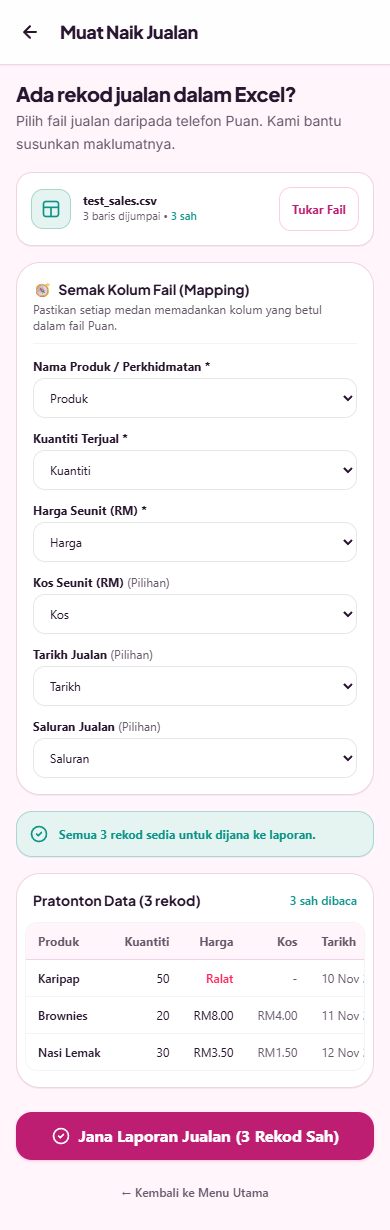 Muat Naik Jualan
Ada rekod jualan dalam Excel?
Pilih fail jualan daripada telefon Puan. Kami bantu
susunkan maklumatnya.
test_sales.csv
3 baris dijumpai • 3 sah
Tukar Fail
Semak Kolum Fail (Mapping)
Pastikan setiap medan memadankan kolum yang betul
dalam fail Puan.
Nama Produk / Perkhidmatan *
Produk
Kuantiti Terjual *
Kuantiti
Harga Seunit (RM) *
Harga
Kos Seunit (RM) (Pilihan)
Kos
Tarikh Jualan (Pilihan)
Tarikh
Saluran Jualan (Pilihan)
Saluran
Semua 3 rekod sedia untuk dijana ke laporan.
Pratonton Data (3 rekod) 3 sah dibaca
Produk Kuantiti Harga Kos Tarikh
Karipap 50 Ralat - 10 Nov
Brownies 20 RM8.00 RM4.00 11 Nov
Nasi Lemak 30 RM3.50 RM1.50 12 Nov
Jana Laporan Jualan (3 Rekod Sah)
← Kembali ke Menu Utama